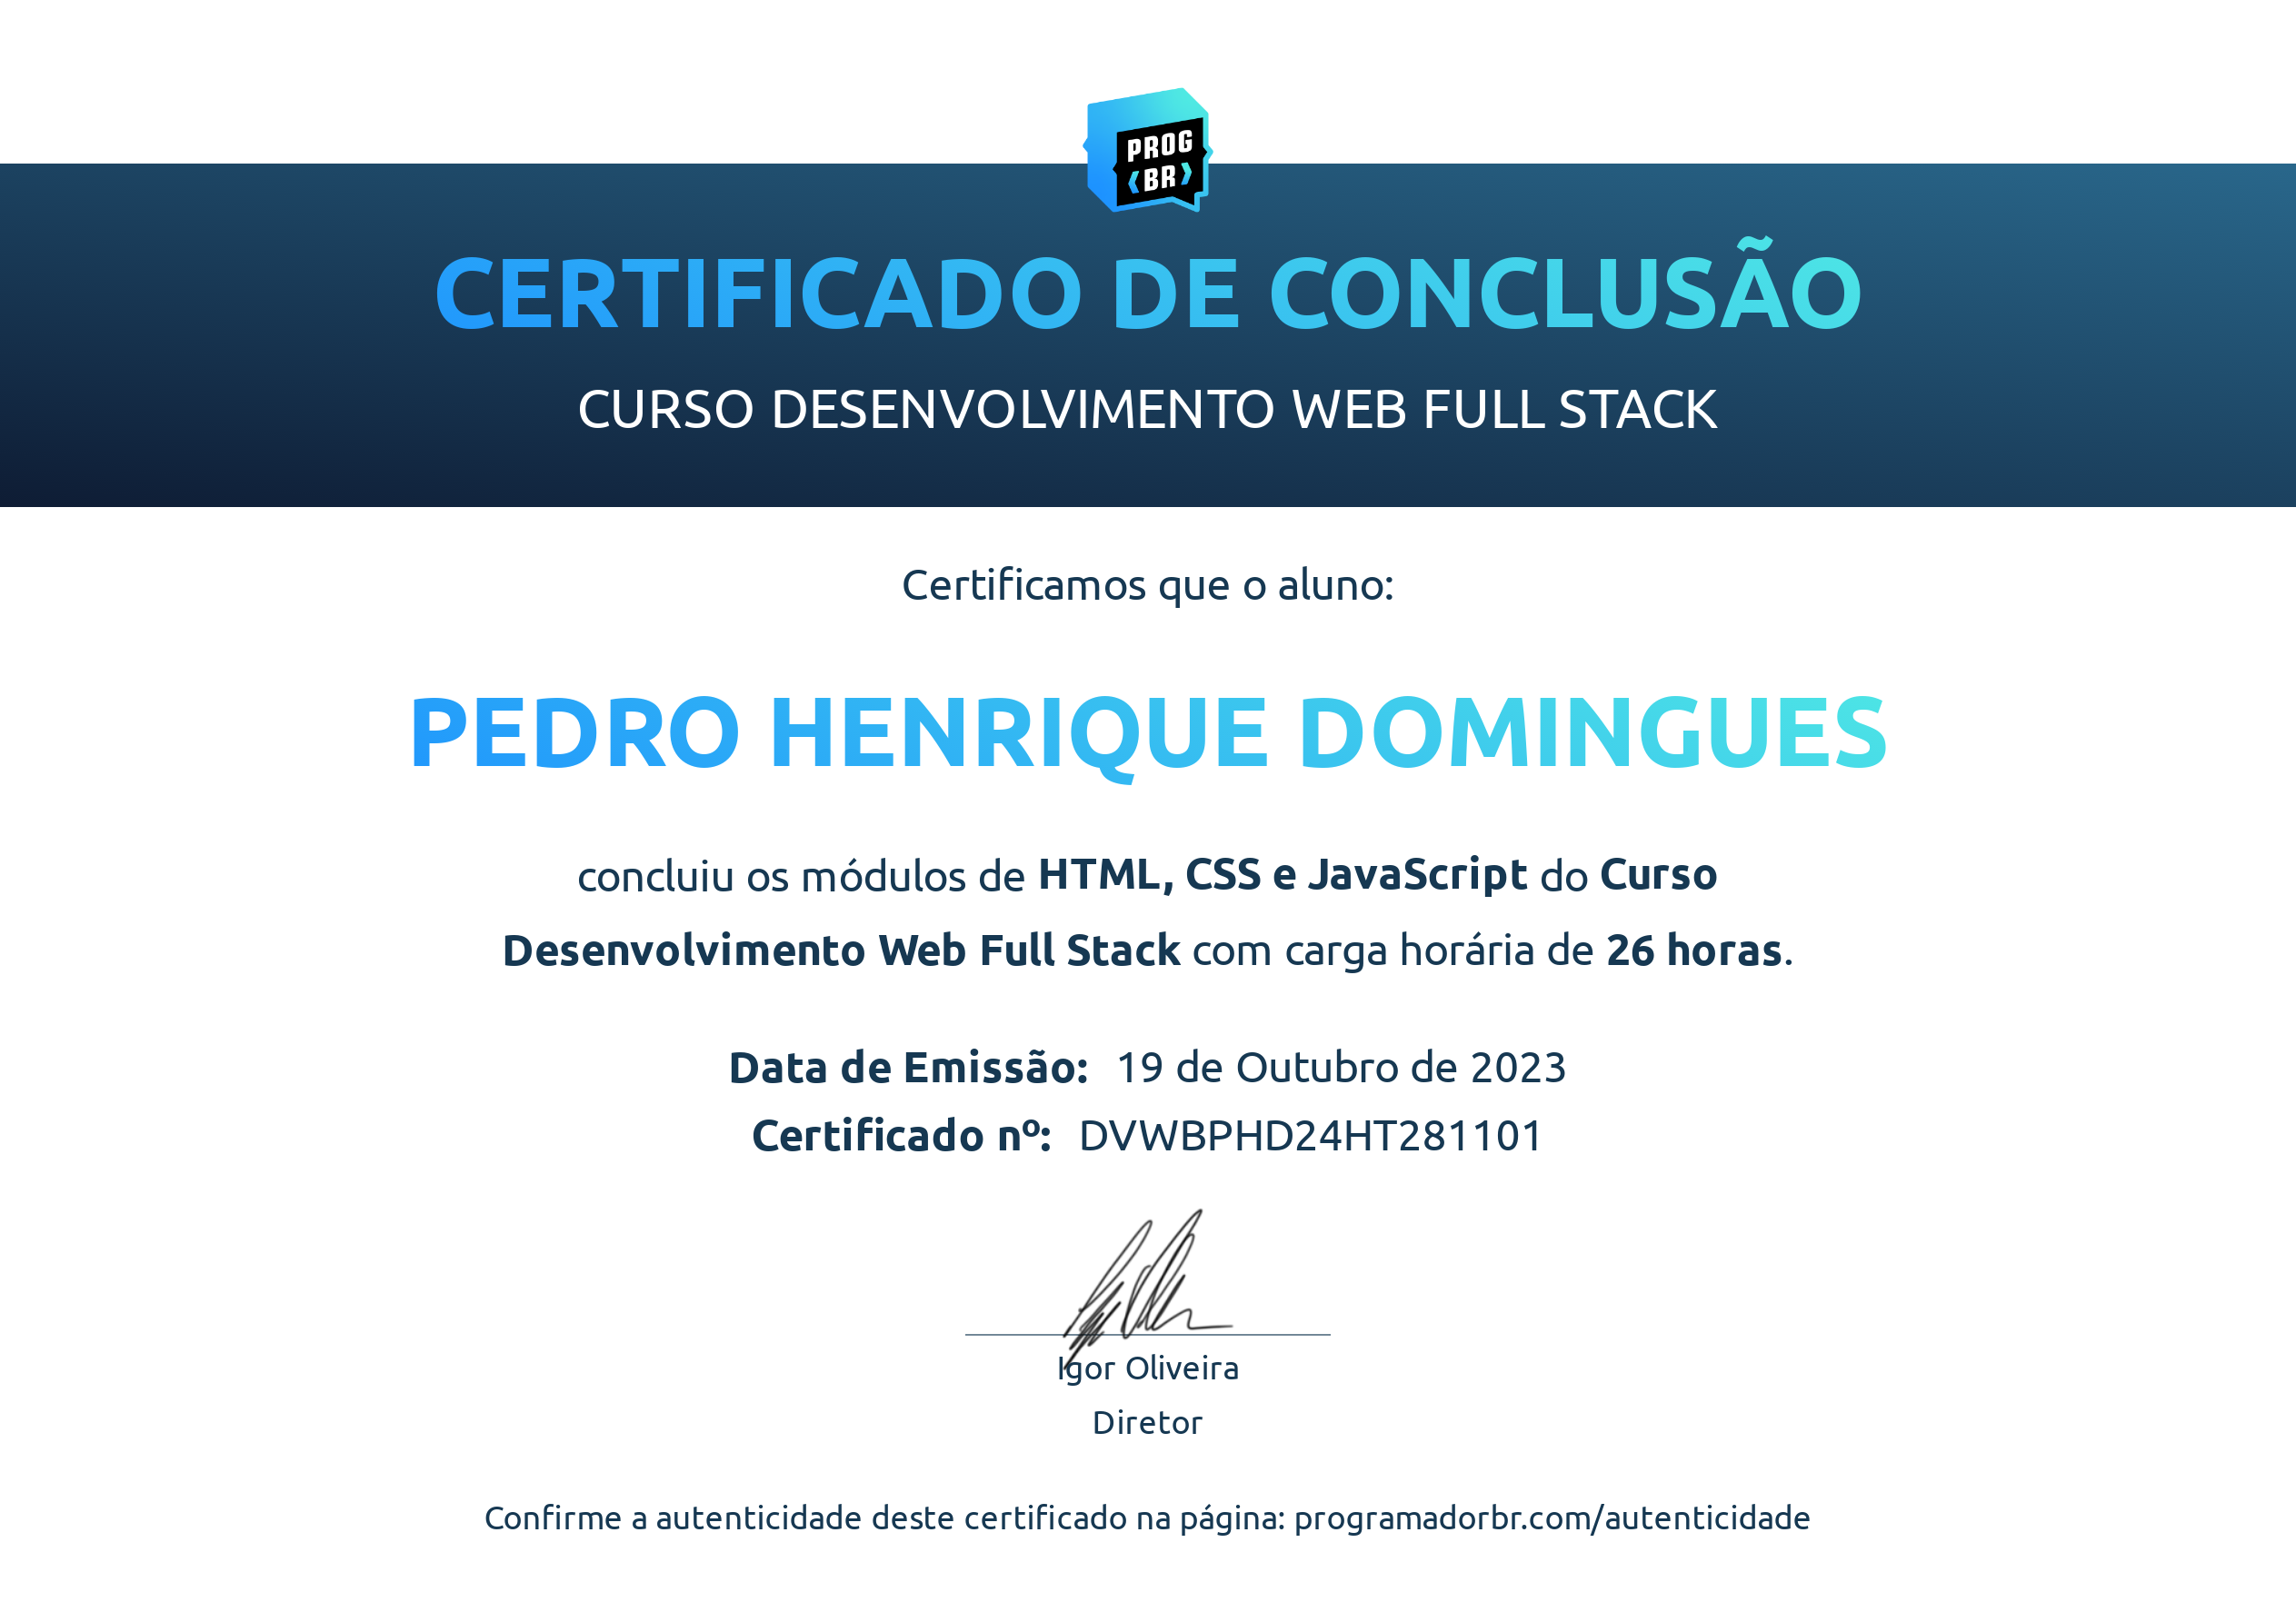 PROG
BR
CERTIFICADO DE CONCLUSÃO
CURSO DESENVOLVIMENTO WEB FULL STACK
Certificamos que o aluno:
PEDRO HENRIQUE DOMINGUES
concluiu os módulos de HTML, CSS e JavaScript do Curso
Desenvolvimento Web Full Stack com carga horária de 26 horas.
Data de Emissão: 19 de Outubro de 2023
Certificado nº: DVWBPHD24HT281101
Igor Oliveira
Diretor
Confirme a autenticidade deste certificado na página: programadorbr.com/autenticidade